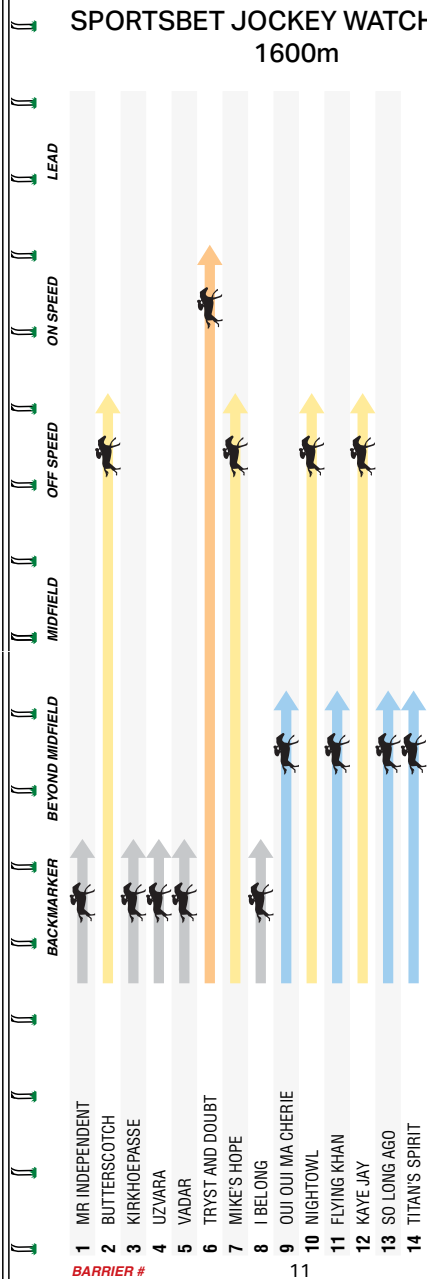 SPORTSBET JOCKEY WATCH
1600m
LEAD
ON SPEED
OFF SPEED
MIDFIELD
BEYOND MIDFIELD
BACKMARKER
1 MR INDEPENDENT
2 BUTTERSCOTCH
3 KIRKHOEPASSE
4 UZVARA
5 VADAR
6 TRYST AND DOUBT
7 MIKE'S HOPE
8 I BELONG
9 OUI OUI MA CHERIE
10 NIGHTOWL
11 FLYING KHAN
12 KAYE JAY
13 SO LONG AGO
14 TITAN'S SPIRIT
BARRIER #
11